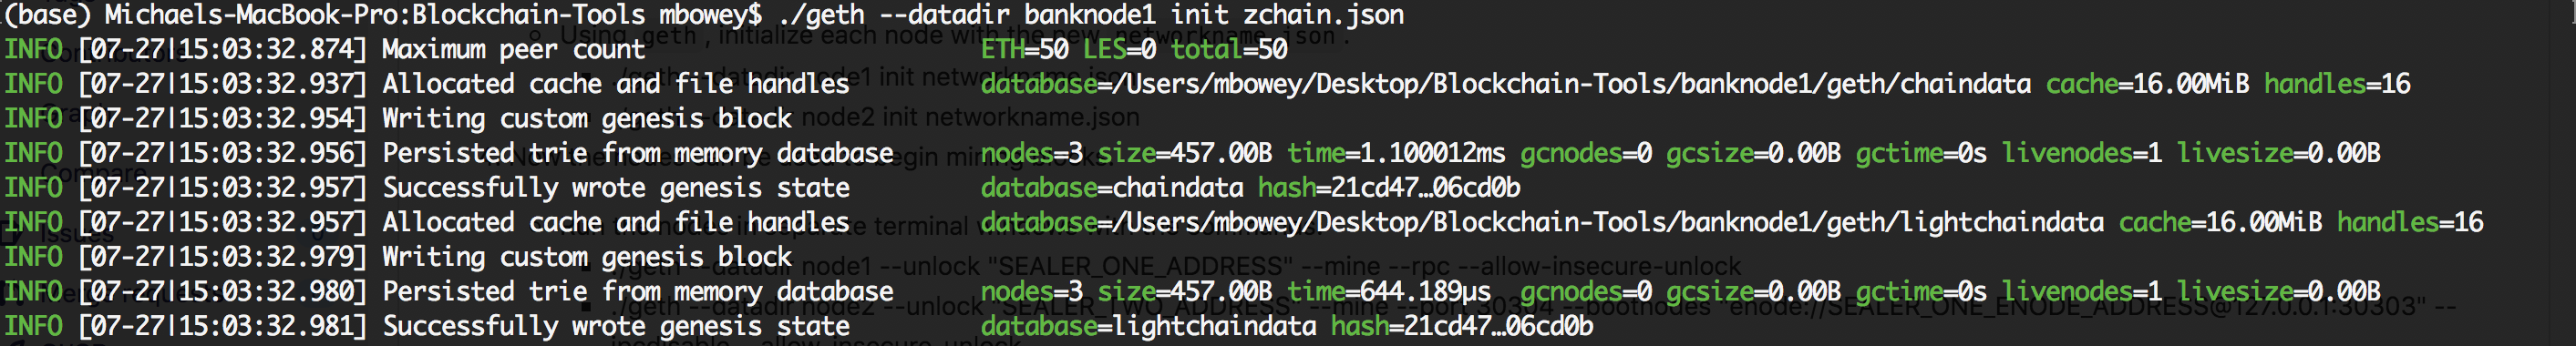 (base) Michaels-MacBook-Pro:Blockchain-Tools mbowey$ ./geth --datadir banknode1 init zchain.json
INFO [07-27|15:03:32.874] Maximum peer count ETH=50 LES=0 total=50
INFO [07-27|15:03:32.937] Allocated cache and file handles database=/Users/mbowey/Desktop/Blockchain-Tools/banknode1/geth/chaindata cache=16.00MiB handles=16
INFO [07-27|15:03:32.954] Writing custom genesis block
INFO [07-27|15:03:32.956] Persisted trie from memory database nodes=3 size=457.00B time=1.100012ms gcnodes=0 gcsize=0.00B gctime=0s livenodes=1 livesize=0.00B
INFO [07-27|15:03:32.957] Successfully wrote genesis state database=chaindata hash=21cd47…06cd0b
INFO [07-27|15:03:32.957] Allocated cache and file handles database=/Users/mbowey/Desktop/Blockchain-Tools/banknode1/geth/lightchaindata cache=16.00MiB handles=16
INFO [07-27|15:03:32.979] Writing custom genesis block
INFO [07-27|15:03:32.980] Persisted trie from memory database nodes=3 size=457.00B time=644.189µs gcnodes=0 gcsize=0.00B gctime=0s livenodes=1 livesize=0.00B
INFO [07-27|15:03:32.981] Successfully wrote genesis state database=lightchaindata hash=21cd47…06cd0b